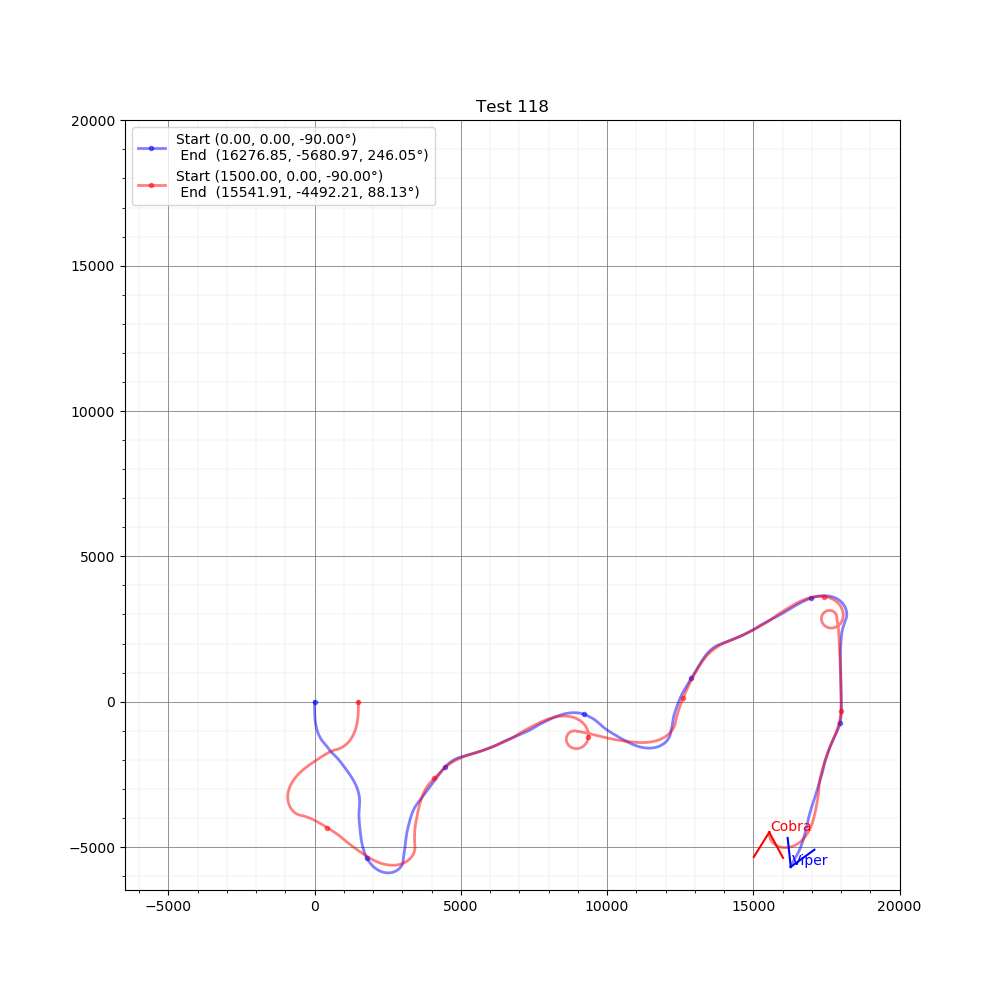 Test 118
Start (0.00, 0.00, -90.00°)
End  (16276.85, -5680.97, 246.05°)
Start (1500.00, 0.00, -90.00°)
End  (15541.91, -4492.21, 88.13°)
20000
15000
10000
5000
0
−5000
Cobra
Viper
−5000 0 5000 10000 15000 20000